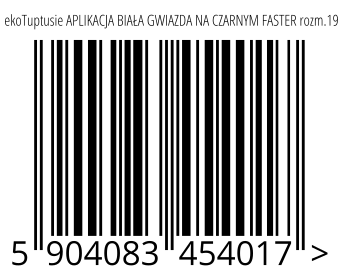 ekoTuptusie APLIKACJA BIAŁA GWIAZDA NA CZARNYM FASTER rozm.19
5 904083 454017 >